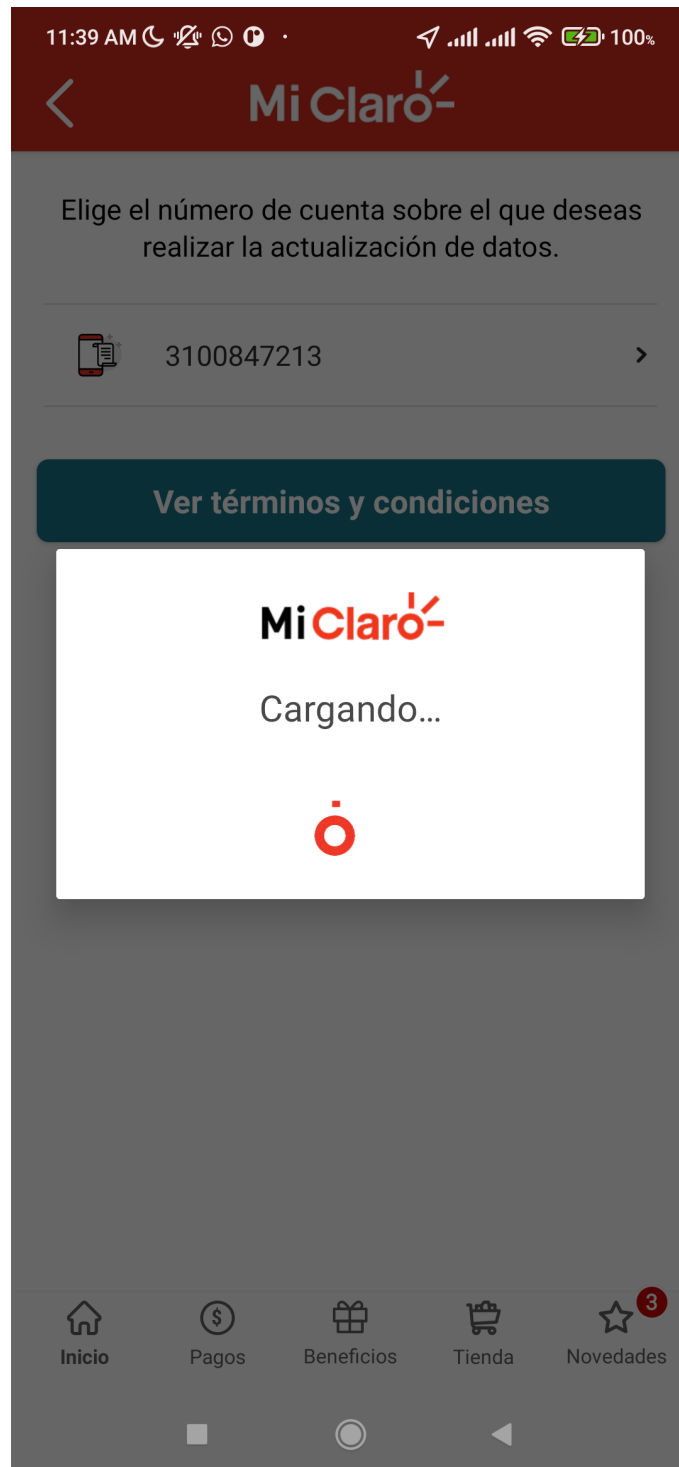 11:39 AM 100%
Mi Claro
Elige el número de cuenta sobre el que deseas
realizar la actualización de datos.
3100847213
Ver términos y condiciones
Mi Claro
Cargando...
3
Inicio Pagos Beneficios Tienda Novedades